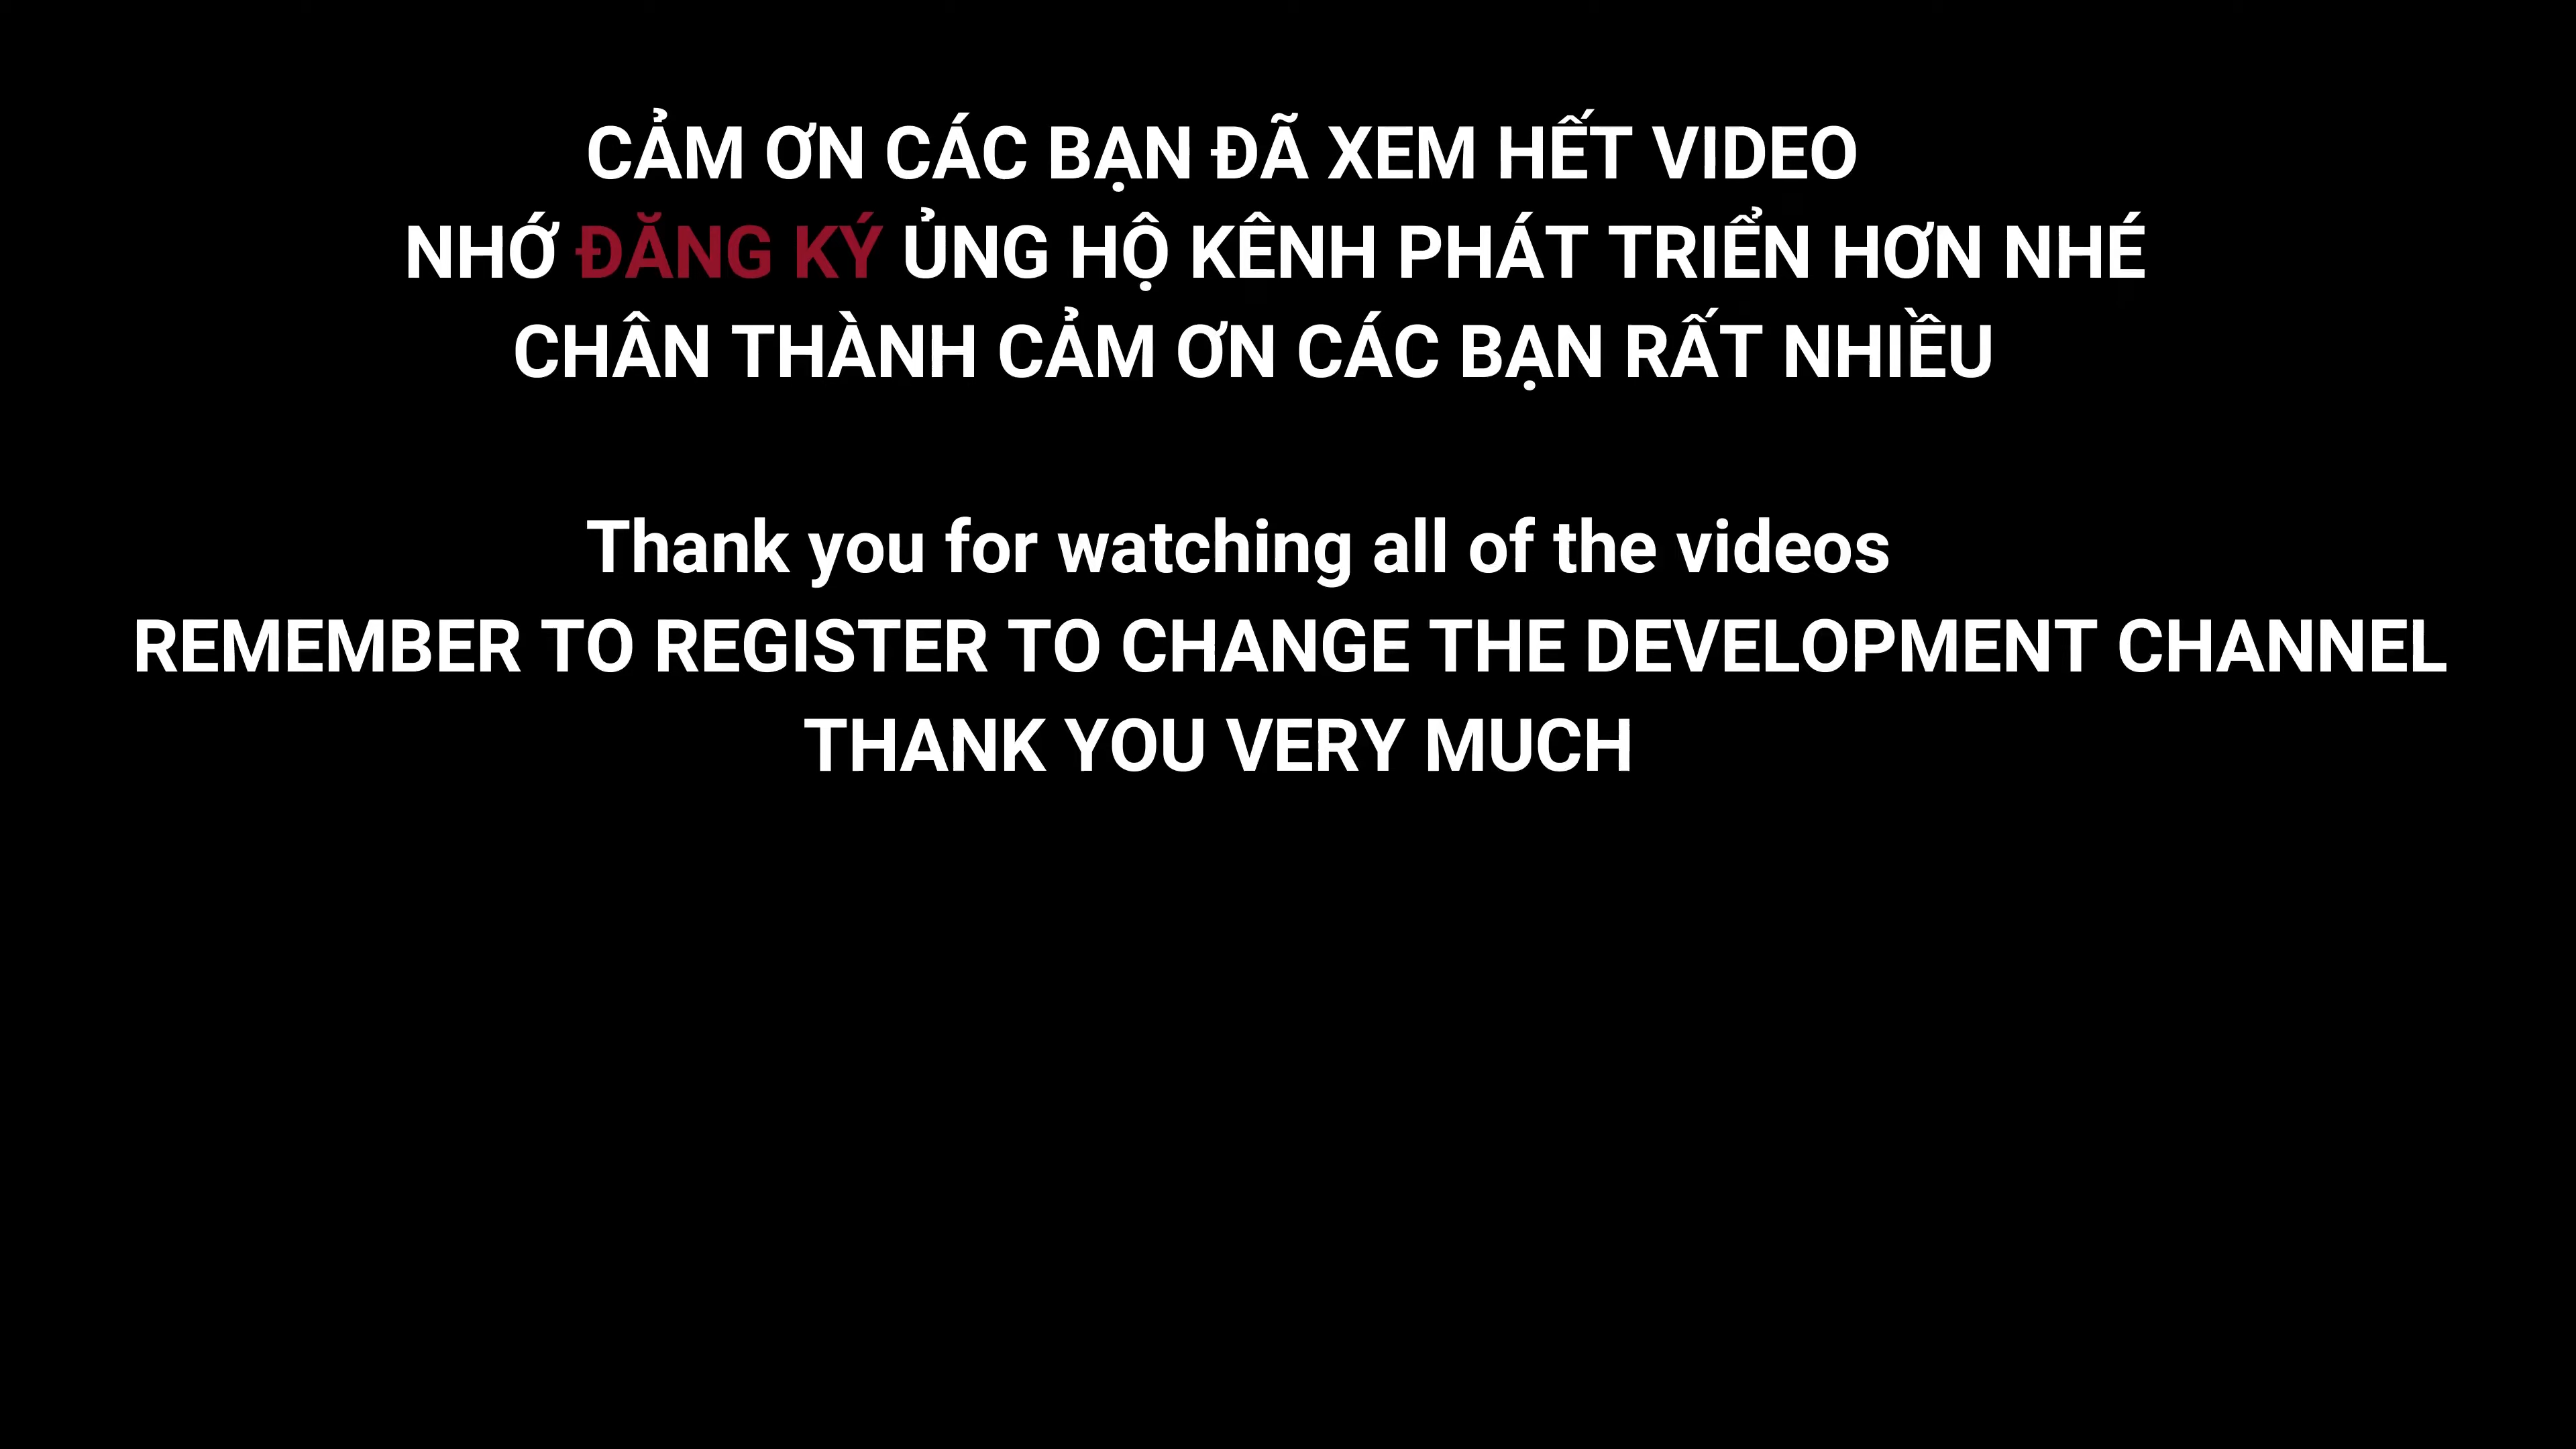 CẢM ƠN CÁC BẠN ĐÃ XEM HẾT VIDEO
NHỚ ĐĂNG KÝ ỦNG HỘ KÊNH PHÁT TRIỂN HƠN NHÉ
CHÂN THÀNH CẢM ƠN CÁC BẠN RẤT NHIỀU
Thank you for watching all of the videos
REMEMBER TO REGISTER TO CHANGE THE DEVELOPMENT CHANNEL
THANK YOU VERY MUCH